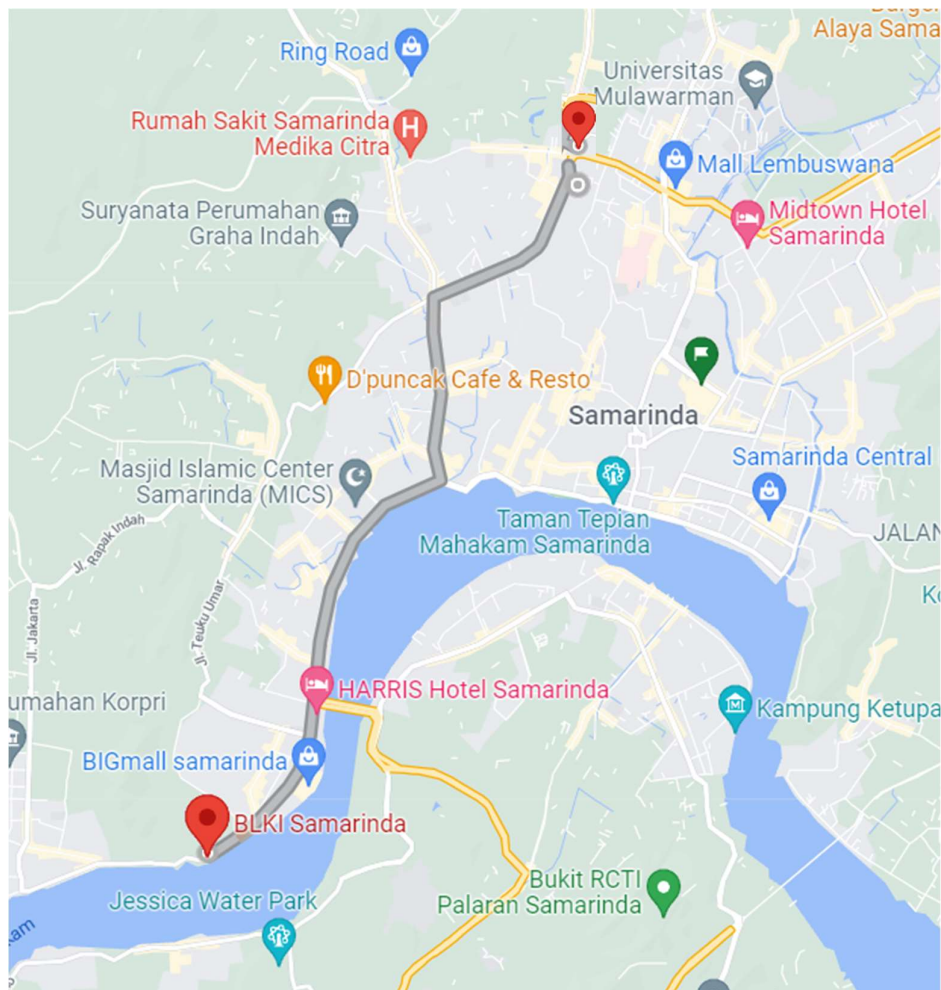 Alaya Sama
Ring Road
Universitas
Mulawarman
Rumah Sakit Samarinda
Medika Citra
H
Mall Lembuswana
Suryanata Perumahan
Graha Indah
Midtown Hotel
Samarinda
D'puncak Cafe & Resto
Samarinda
Masjid Islamic Center
Samarinda (MICS)
Samarinda Central
Taman Tepian
Mahakam Samarinda
JALAN
Jl. Rapak Indah
Jl. Teuku Umar
Jl. Jakarta
Ko
HARRIS Hotel Samarinda
umahan Korpri
M
Kampung Ketupa
BIGmall samarinda
BLKI Samarinda
Bukit RCTI
Palaran Samarinda
Jessica Water Park
kam